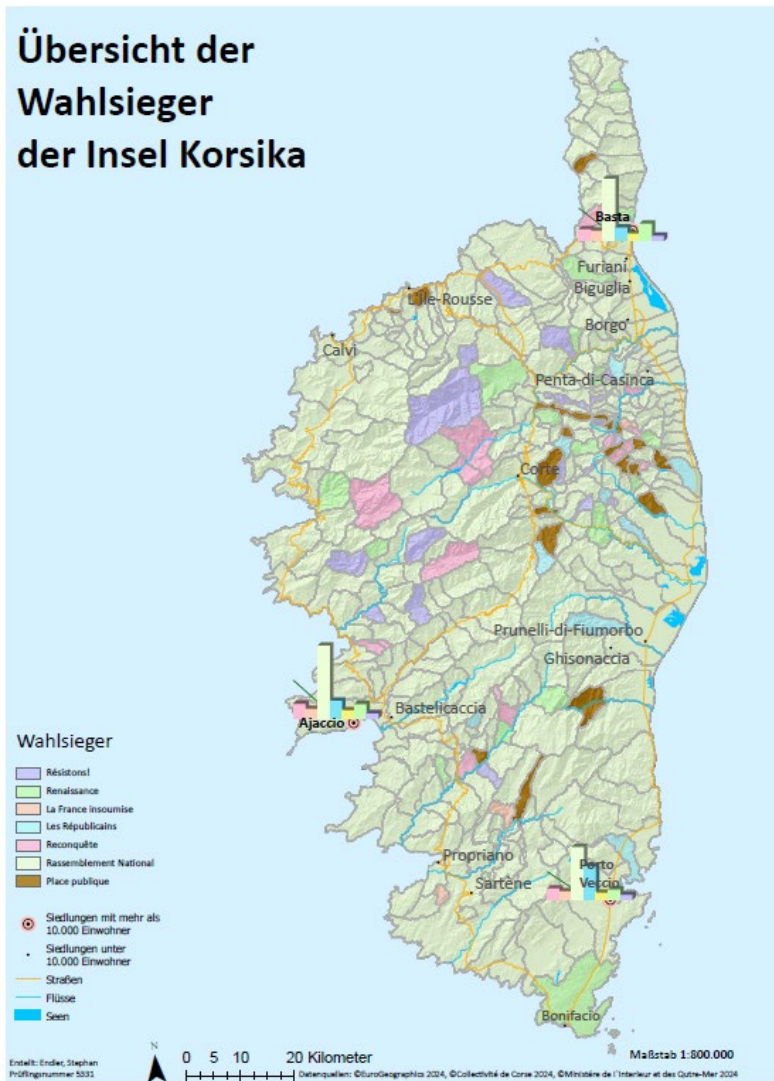 Übersicht der
Wahlsieger
der Insel Korsika
Basta
Furiani
Biguglia
L'Ile-Rousse
Borgo
Calvi
Penta-di-Casinca
Corte
Prunelli-di-Fiumorbo
Ghisonaccia
Bastelicaccia
Ajaccio
Propriano
Porto
Veccio
Sartène
Bonifacio
Wahlsieger
Résistons!
Renaissance
La France insoumise
Les Républicains
Reconquête
Rassemblement National
Place publique
Siedlungen mit mehr als
10.000 Einwohner
Siedlungen unter
10.000 Einwohner
Straßen
Flüsse
Seen
Erstellt: Endler, Stephan
Prüflingsnummer 5331
N
0 5 10 20 Kilometer
Maßstab 1:800.000
Datenquellen: ©EuroGeographics 2024, ©Collectivité de Corse 2024, ©Ministère de l'Interieur et des Outre-Mer 2024